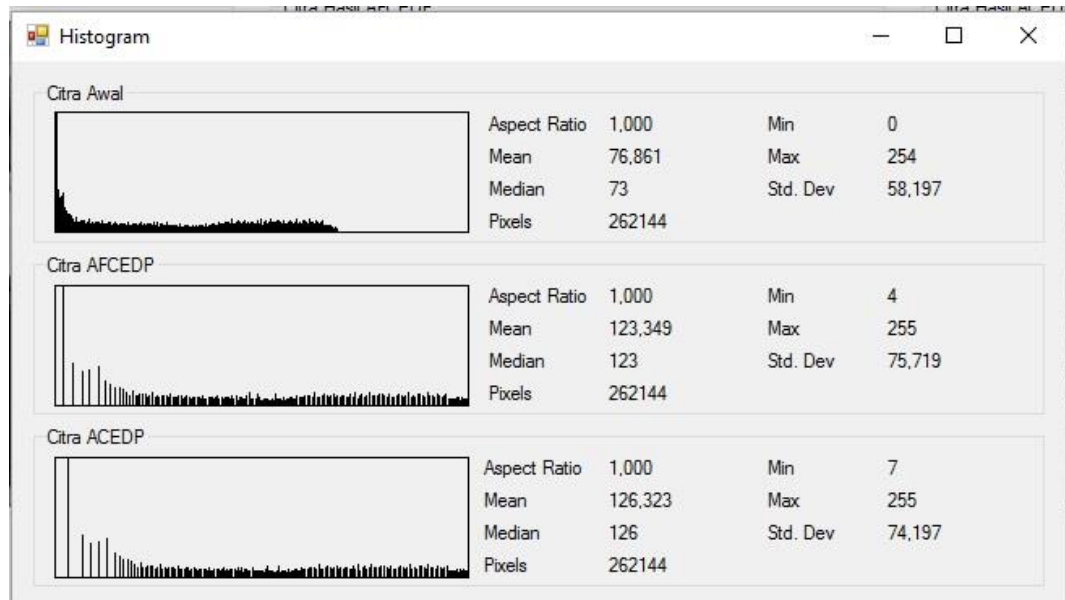 Histogram
Citra Awal
Aspect Ratio 1,000 Min 0
Mean 76,861 Max 254
Median 73 Std. Dev 58,197
Pixels 262144
Citra AFCEDP
Aspect Ratio 1,000 Min 4
Mean 123,349 Max 255
Median 123 Std. Dev 75,719
Pixels 262144
Citra ACEDP
Aspect Ratio 1,000 Min 7
Mean 126,323 Max 255
Median 126 Std. Dev 74,197
Pixels 262144